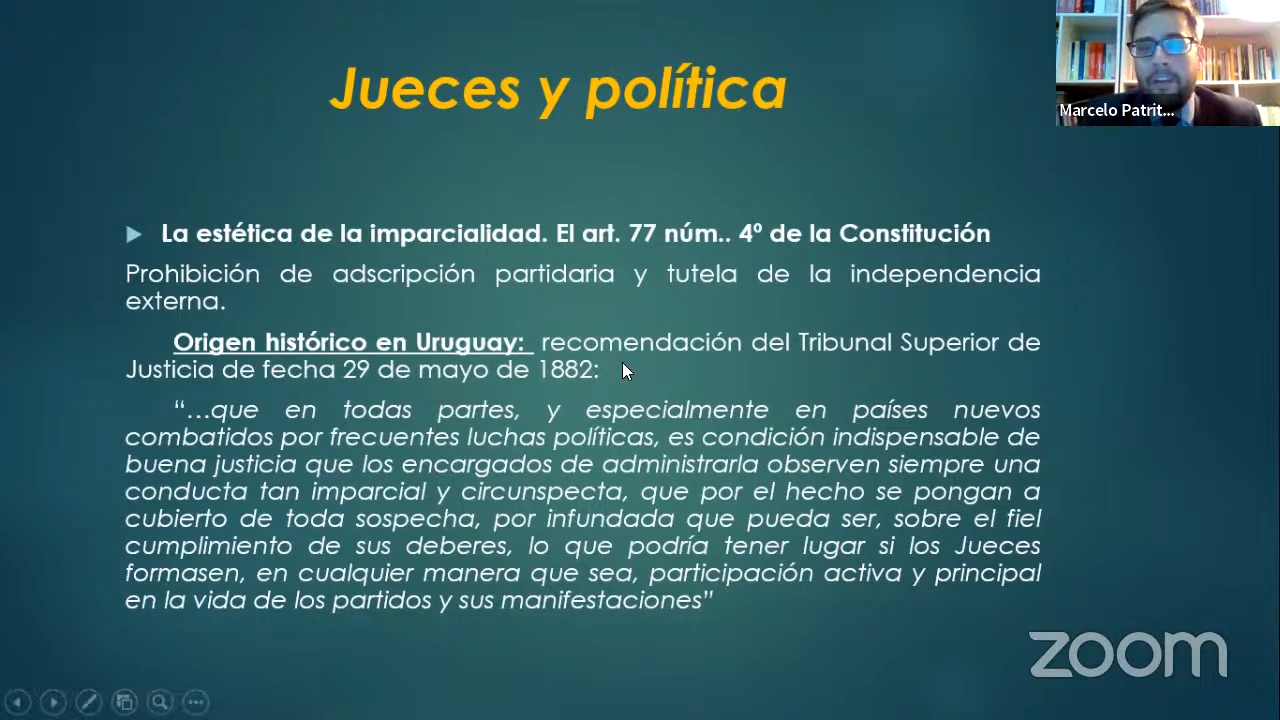 Jueces y política
Marcelo Patrit...
La estética de la imparcialidad. El art. 77 núm.. 4º de la Constitución
Prohibición de adscripción partidaria y tutela de la independencia
externa.
Origen histórico en Uruguay: recomendación del Tribunal Superior de
Justicia de fecha 29 de mayo de 1882:
“…que en todas partes, y especialmente en países nuevos
combatidos por frecuentes luchas políticas, es condición indispensable de
buena justicia que los encargados de administrarla observen siempre una
conducta tan imparcial y circunspecta, que por el hecho se pongan a
cubierto de toda sospecha, por infundada que pueda ser, sobre el fiel
cumplimiento de sus deberes, lo que podría tener lugar si los Jueces
formasen, en cualquier manera que sea, participación activa y principal
en la vida de los partidos y sus manifestaciones”
zoom